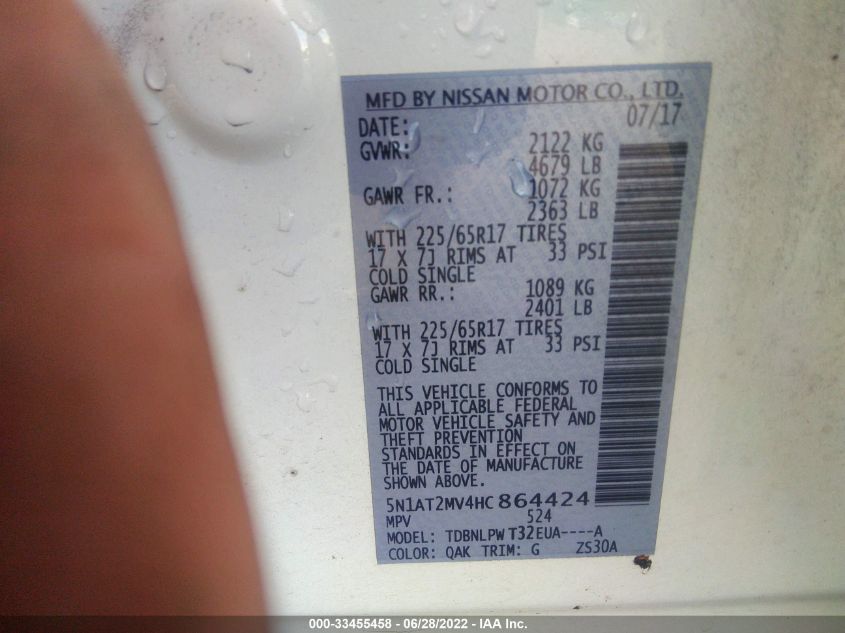 MFD BY NISSAN MOTOR CO., LTD.
DATE: 07/17
GVWR: 2122 KG
4679 LB
GAWR FR.: 1072 KG
2363 LB
WITH 225/65R17 TIRES
17 X 7J RIMS AT 33 PSI
COLD SINGLE
GAWR RR.: 1089 KG
2401 LB
WITH 225/65R17 TIRES
17 X 7J RIMS AT 33 PSI
COLD SINGLE
THIS VEHICLE CONFORMS TO
ALL APPLICABLE FEDERAL
MOTOR VEHICLE SAFETY AND
THEFT PREVENTION
STANDARDS IN EFFECT ON
THE DATE OF MANUFACTURE
SHOWN ABOVE.
5N1AT2MV4HC864424
MPV 524
MODEL: TDBNLPW T32EUA----A
COLOR: QAK TRIM: G ZS30A
000-33455458 - 06/28/2022 - IAA Inc.